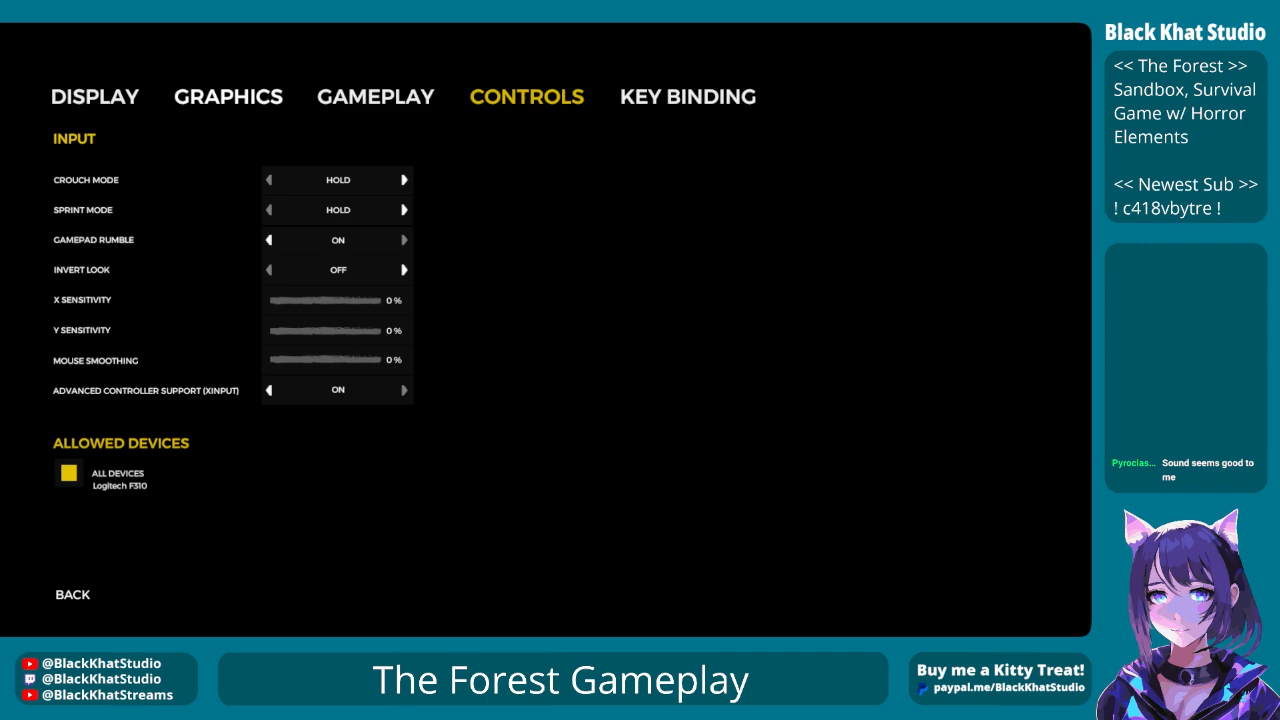 DISPLAY GRAPHICS GAMEPLAY CONTROLS KEY BINDING
INPUT
CROUCH MODE HOLD
SPRINT MODE HOLD
GAMEPAD RUMBLE ON
INVERT LOOK OFF
X SENSITIVITY 0 %
Y SENSITIVITY 0 %
MOUSE SMOOTHING 0 %
ADVANCED CONTROLLER SUPPORT (XINPUT) ON
ALLOWED DEVICES
ALL DEVICES
Logitech F310
BACK
Black Khat Studio
<< The Forest >>
Sandbox, Survival
Game w/ Horror
Elements
<< Newest Sub >>
! c418vbytre !
Pyroclas... Sound seems good to
me
@BlackKhatStudio
@BlackKhatStudio
@BlackKhatStreams
The Forest Gameplay
Buy me a Kitty Treat!
paypal.me/BlackKhatStudio